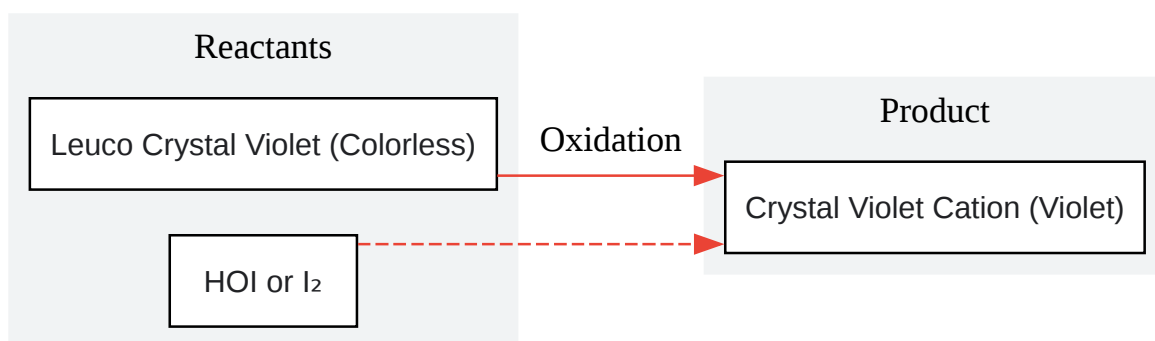 Reactants
Leuco Crystal Violet (Colorless)
HOI or I₂
Oxidation
Product
Crystal Violet Cation (Violet)